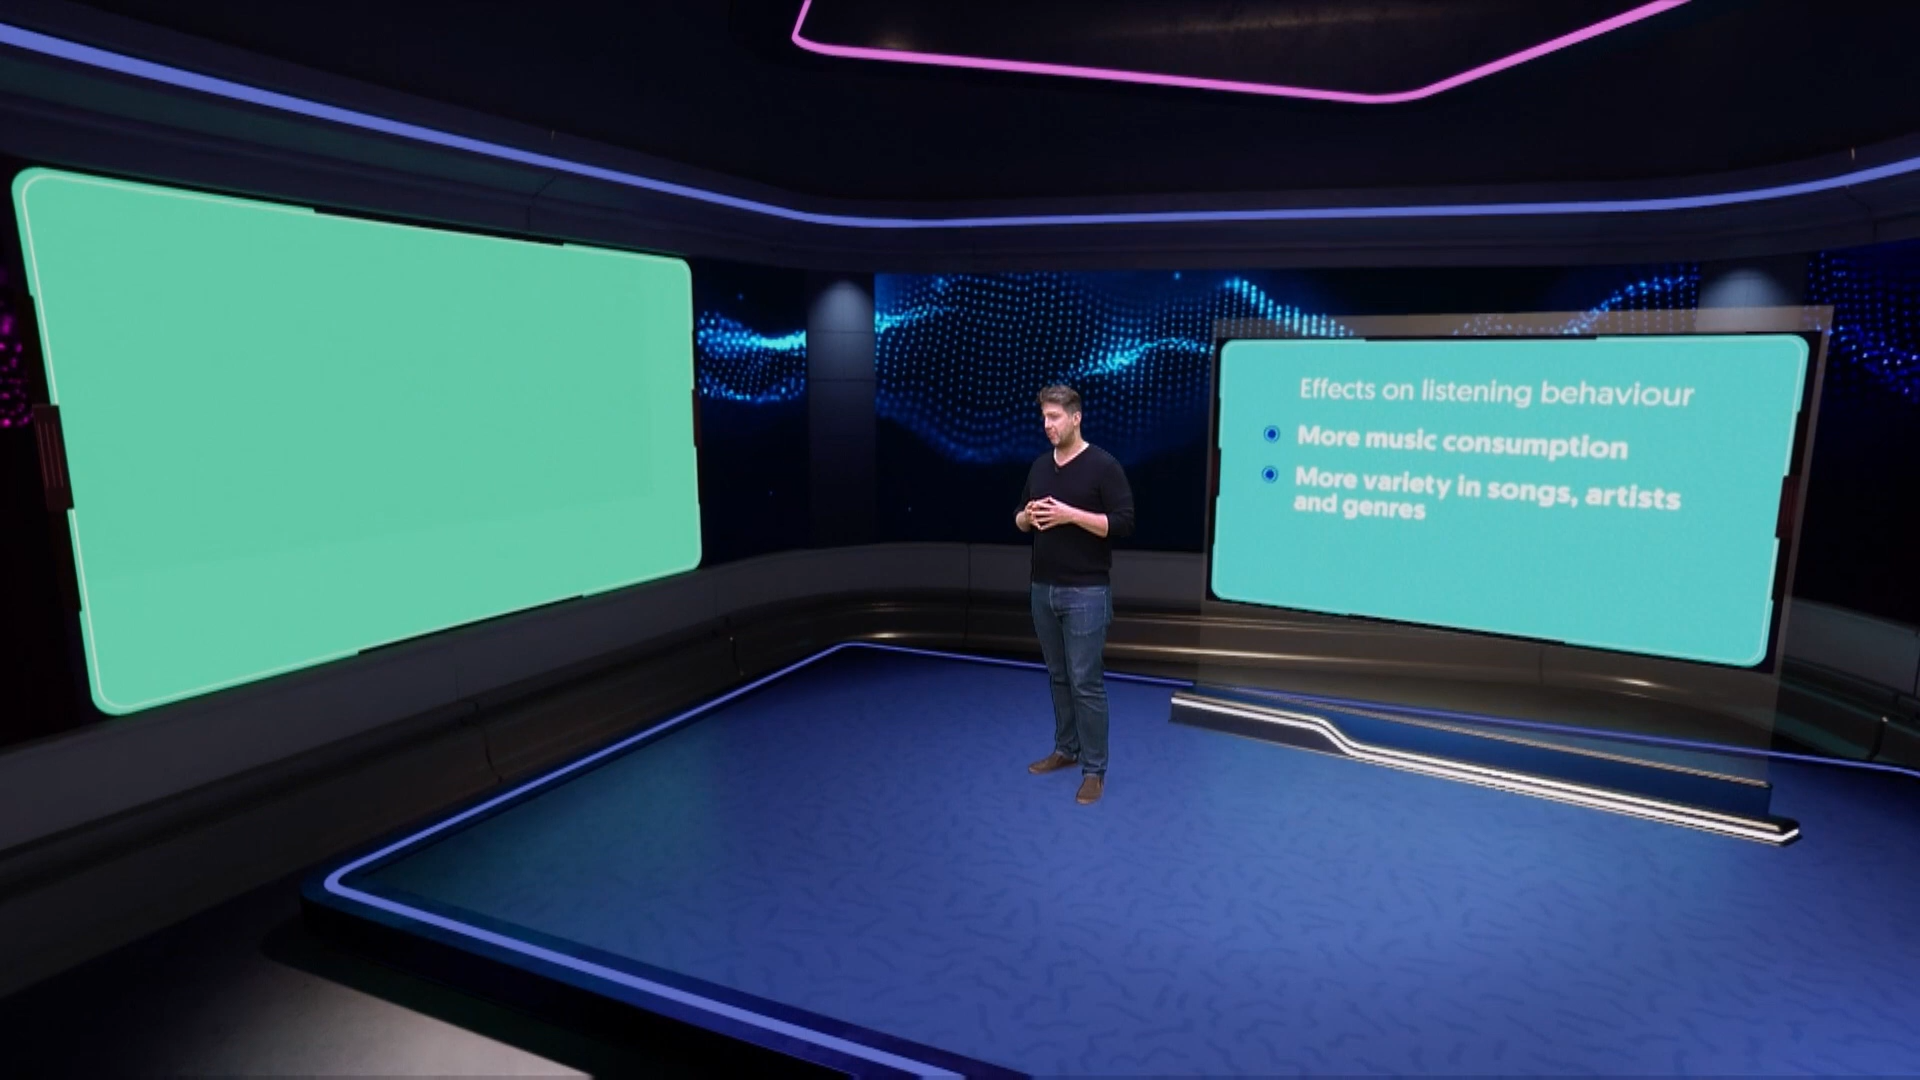 Effects on listening behaviour
More music consumption
More variety in songs, artists
and genres